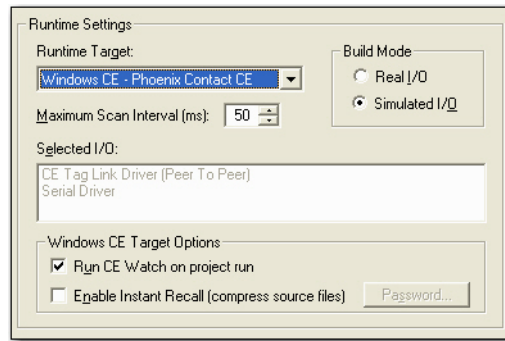 Runtime Settings
Runtime Target:
Windows CE - Phoenix Contact CE
Maximum Scan Interval (ms): 50
Build Mode
Real I/O
Simulated I/O
Selected I/O:
CE Tag Link Driver (Peer To Peer)
Serial Driver
Windows CE Target Options
Run CE Watch on project run
Enable Instant Recall (compress source files)
Password...